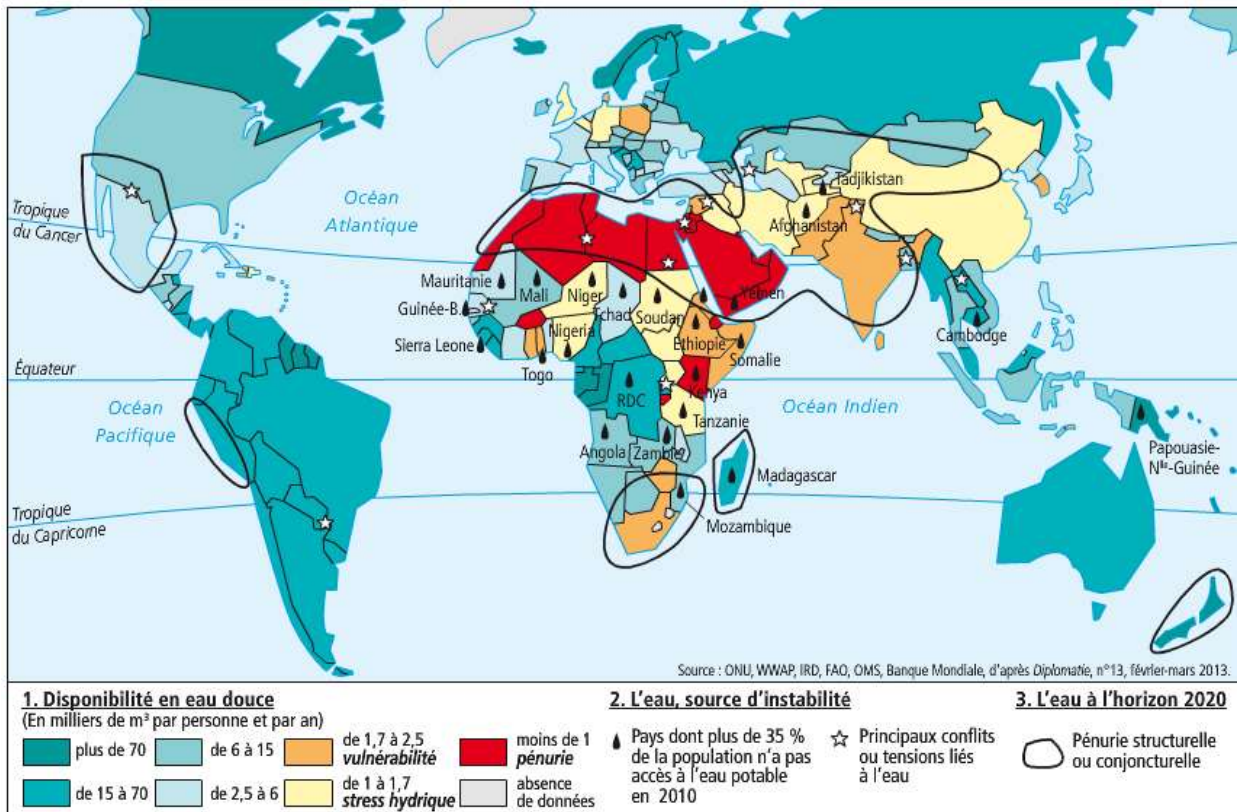 Tropique
du Cancer
Océan
Atlantique
Tadjikistan
Afghanistan
Mauritanie
Mali
Niger
Tchad
Soudan
Yémen
Guinée-B.
Nigeria
Éthiopie
Somalie
Cambodge
Sierra Leone
Togo
Équateur
RDC
Kenya
Océan Indien
Océan
Pacifique
Tanzanie
Angola
Zambie
Madagascar
Papouasie-
Nlle-Guinée
Mozambique
Tropique
du Capricorne
Source : ONU, WWAP, IRD, FAO, OMS, Banque Mondiale, d'après Diplomatie, n°13, février-mars 2013.
1. Disponibilité en eau douce
(En milliers de m³ par personne et par an)
plus de 70
de 15 à 70
de 6 à 15
de 2,5 à 6
de 1,7 à 2,5
vulnérabilité
de 1 à 1,7
stress hydrique
moins de 1
pénurie
absence
de données
2. L'eau, source d'instabilité
Pays dont plus de 35 %
de la population n'a pas
accès à l'eau potable
en 2010
Principaux conflits
ou tensions liés
à l'eau
3. L'eau à l'horizon 2020
Pénurie structurelle
ou conjoncturelle